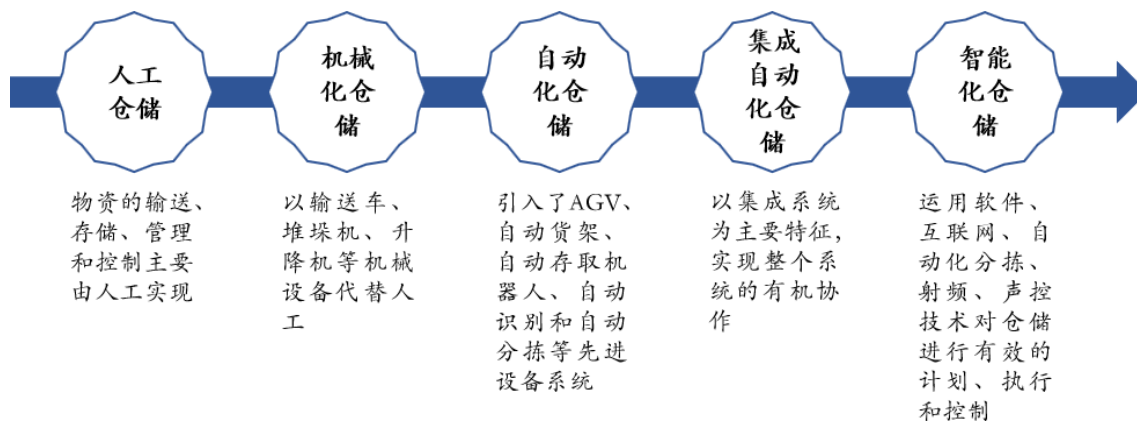 人工
仓储
机械
化仓
储
自动
化仓
储
集成
自动
化仓
储
智能
化仓
储
物资的输送、
存储、管理
和控制主要
由人工实现
以输送车、
堆垛机、升
降机等机械
设备代替人
工
引入了AGV、
自动货架、
自动存取机
器人、自动
识别和自动
分拣等先进
设备系统
以集成系统
为主要特征,
实现整个系
统的有机协
作
运用软件、
互联网、自
动化分拣、
射频、声控
技术对仓储
进行有效的
计划、执行
和控制